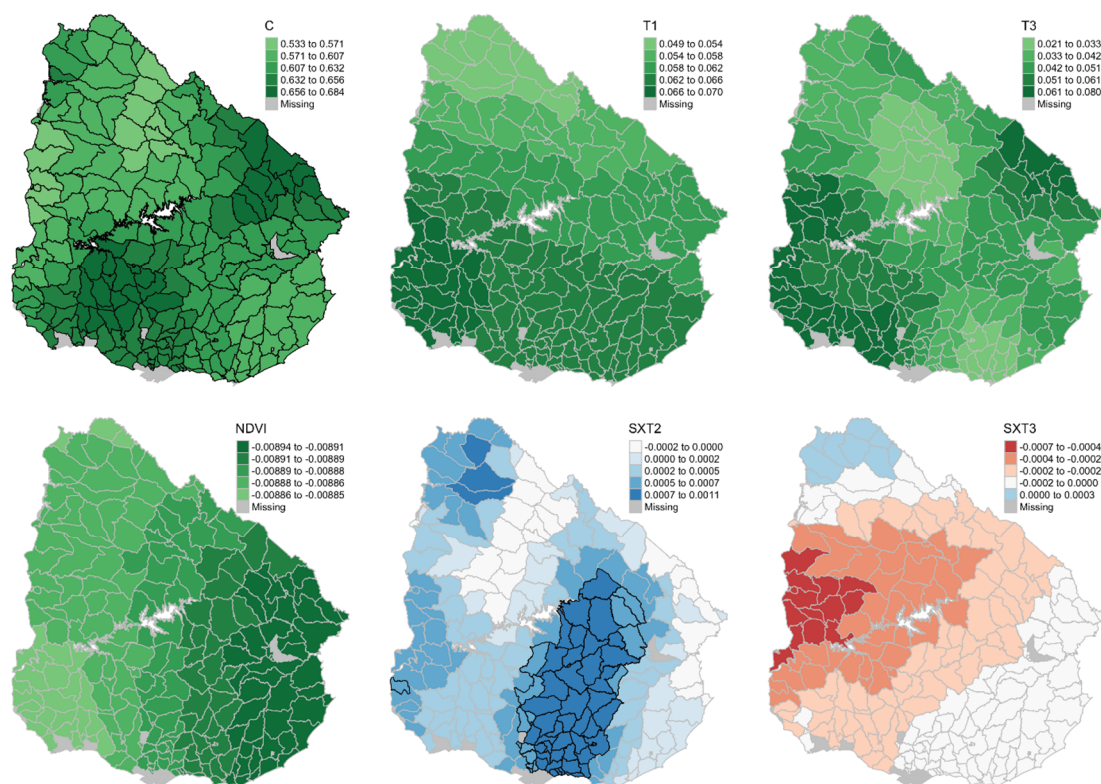 C
0.533 to 0.571
0.571 to 0.607
0.607 to 0.632
0.632 to 0.656
0.656 to 0.684
Missing
T1
0.049 to 0.054
0.054 to 0.058
0.058 to 0.062
0.062 to 0.066
0.066 to 0.070
Missing
T3
0.021 to 0.033
0.033 to 0.042
0.042 to 0.051
0.051 to 0.061
0.061 to 0.080
Missing
NDVI
-0.00894 to -0.00891
-0.00891 to -0.00889
-0.00889 to -0.00888
-0.00888 to -0.00886
-0.00886 to -0.00885
Missing
SXT2
-0.0002 to 0.0000
0.0000 to 0.0002
0.0002 to 0.0005
0.0005 to 0.0007
0.0007 to 0.0011
Missing
SXT3
-0.0007 to -0.0004
-0.0004 to -0.0002
-0.0002 to -0.0002
-0.0002 to 0.0000
0.0000 to 0.0003
Missing